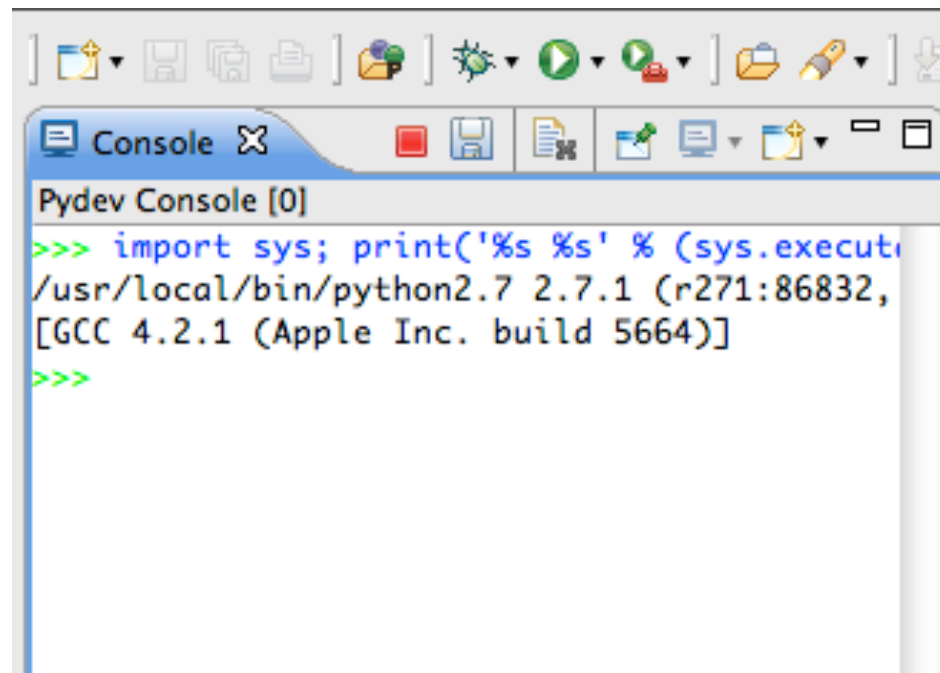 Console
Pydev Console [0]
>>> import sys; print('%s %s' % (sys.execut
/usr/local/bin/python2.7 2.7.1 (r271:86832,
[GCC 4.2.1 (Apple Inc. build 5664)]
>>>